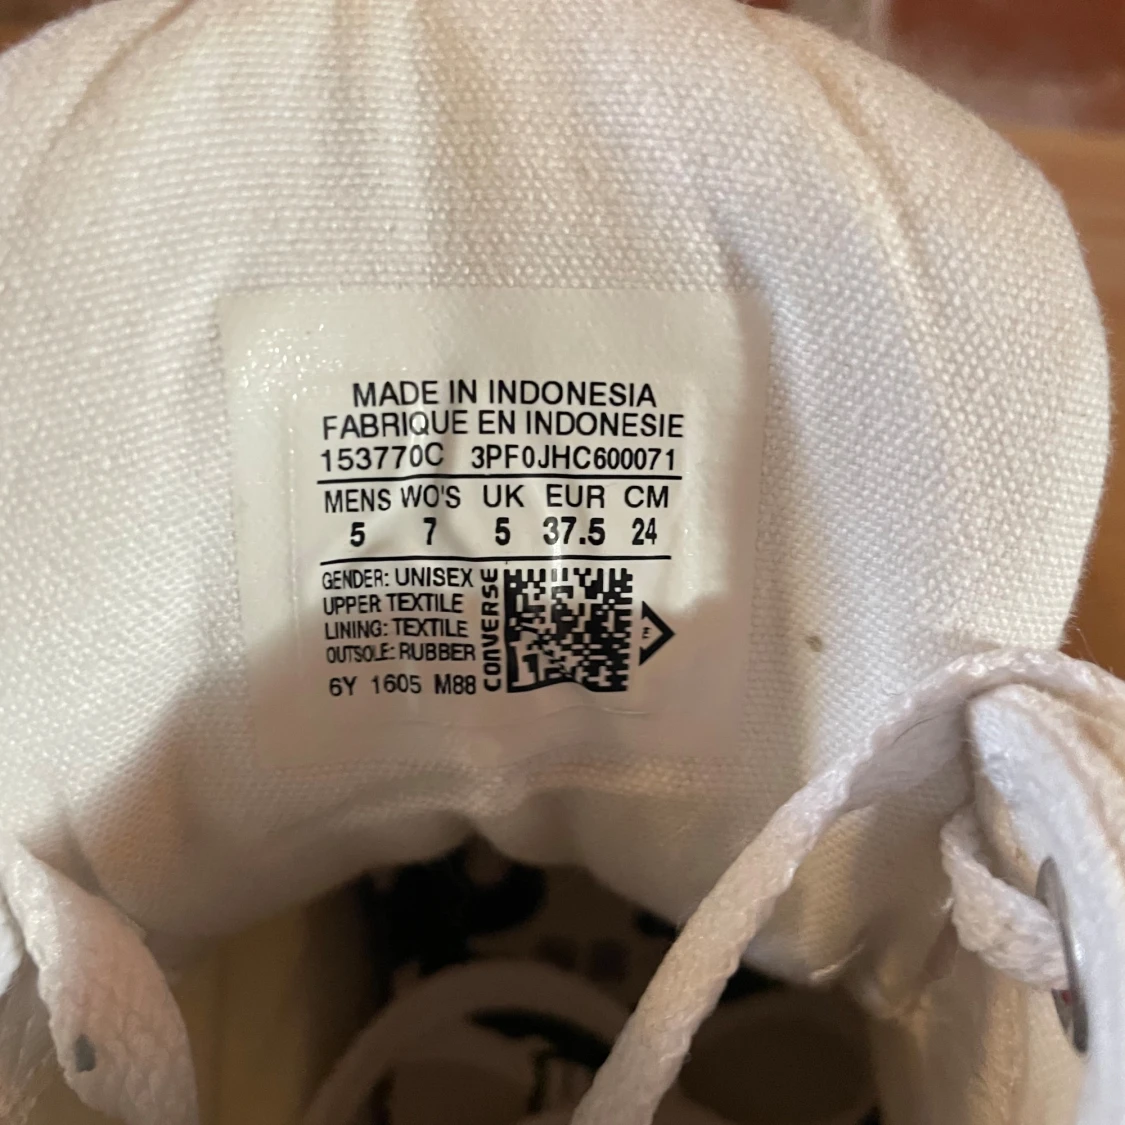 MADE IN INDONESIA
FABRIQUE EN INDONESIE
153770C 3PF0JHC600071
MENS WO'S UK EUR CM
5 7 5 37.5 24
GENDER: UNISEX
UPPER TEXTILE
LINING: TEXTILE
OUTSOLE: RUBBER
6Y 1605 M88
CONVERSE